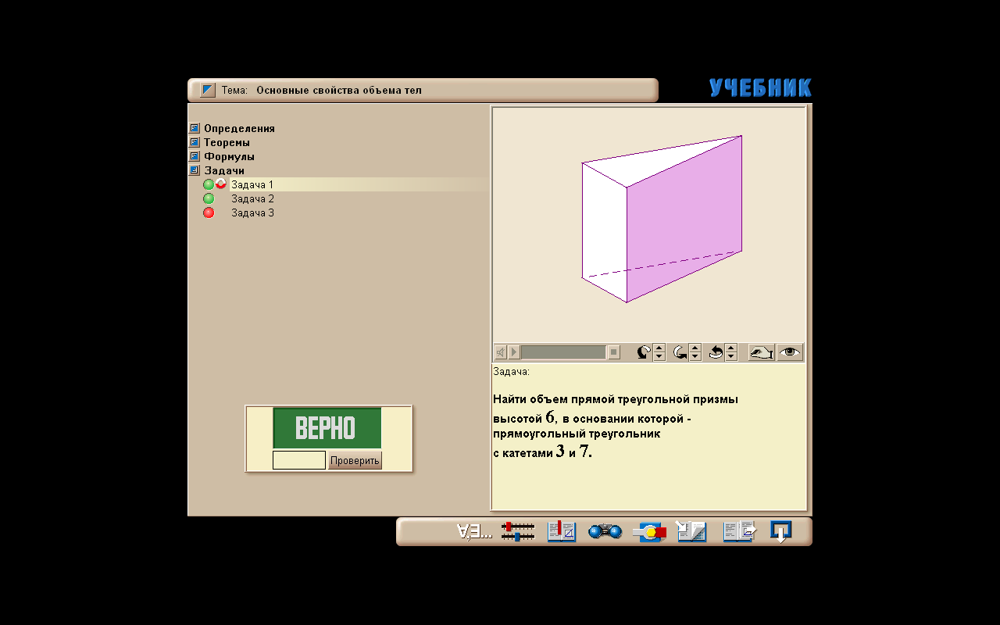 Тема: Основные свойства объема тел
УЧЕБНИК
Определения
Теоремы
Формулы
Задачи
Задача 1
Задача 2
Задача 3
ВЕРНО
Проверить
Задача:
Найти объем прямой треугольной призмы
высотой 6, в основании которой -
прямоугольный треугольник
с катетами 3 и 7.
∀,∃...